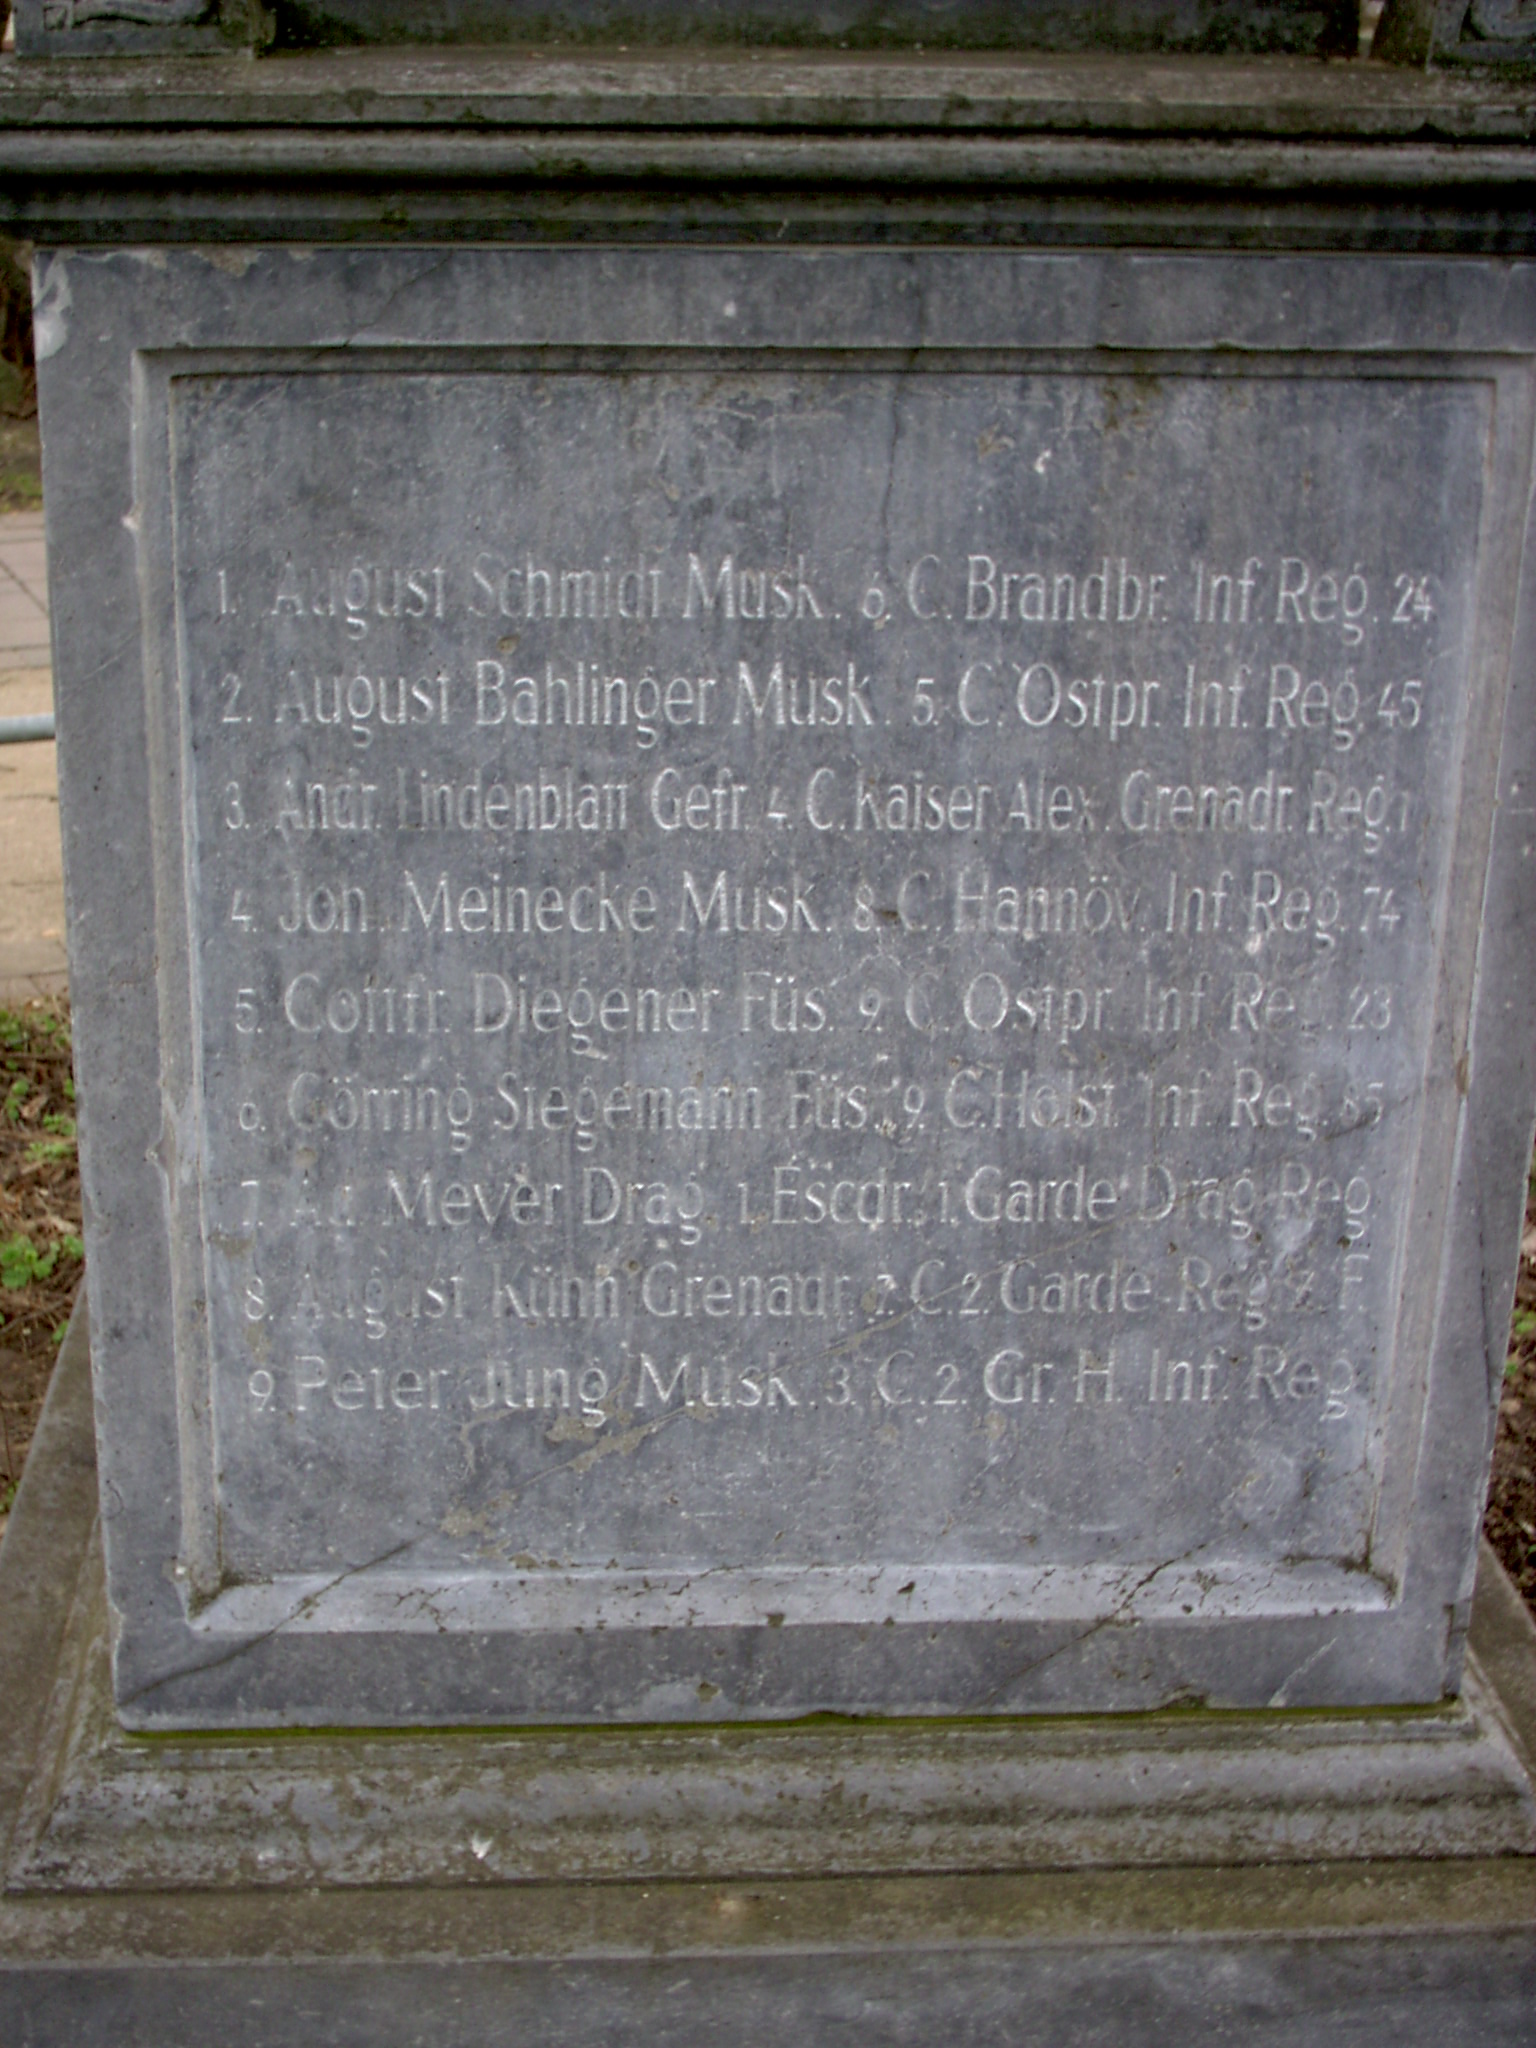 1. August Schmidt Musk. 6. C. Brandbr. Inf. Reg. 24
2. August Bahlinger Musk. 5. C. Ostpr. Inf. Reg. 45
3. Andr. Lindenblatt Gefr. 4. C. Kaiser Alex. Grenadr. Reg. 1
4. Joh. Meinecke Musk. 8. C. Hannöv. Inf. Reg. 74
5. Gottfr. Diegener Füs. 9. C. Ostpr. Inf. Reg. 23
6. Görring Siegemann Füs. 9. C. Holst. Inf. Reg. 85
7. Ad. Meyer Drag. 1. Escdr. 1. Garde Drag. Reg.
8. August Kühn Grenadr. 7. C. 2. Garde-Reg. z. F.
9. Peter Jung Musk. 3. C. 2. Gr. H. Inf. Reg.